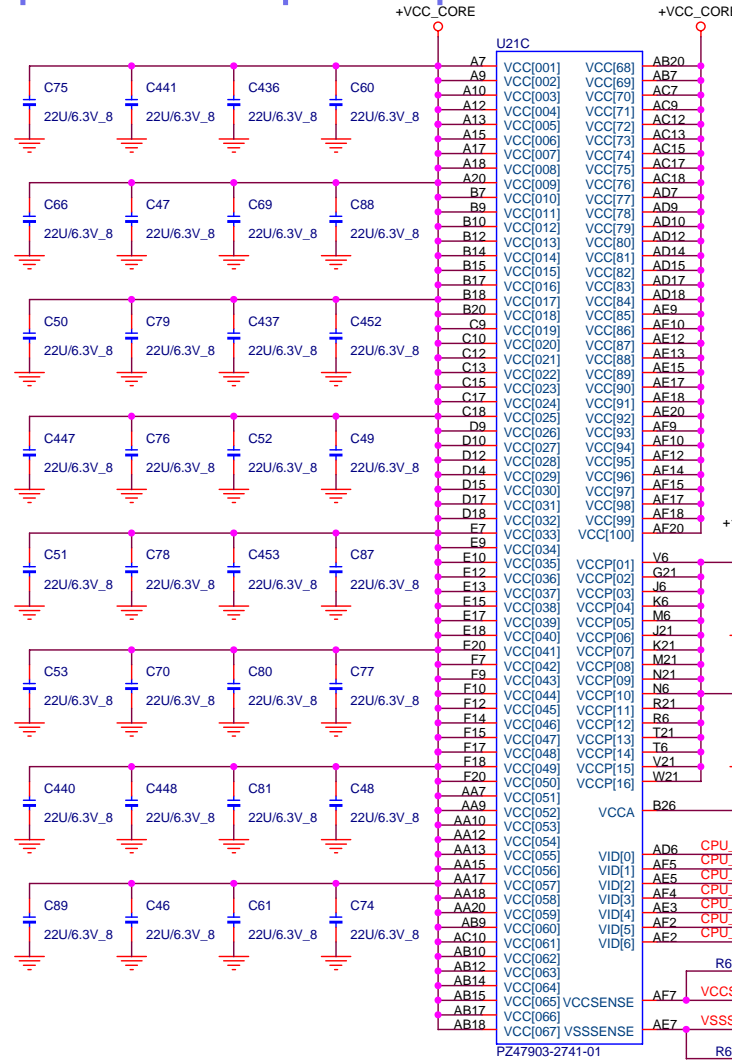 +VCC_CORE +VCC_CORE
U21C
C75 C441 C436 C60
22U/6.3V_8 22U/6.3V_8 22U/6.3V_8 22U/6.3V_8
C66 C47 C69 C88
22U/6.3V_8 22U/6.3V_8 22U/6.3V_8 22U/6.3V_8
C50 C79 C437 C452
22U/6.3V_8 22U/6.3V_8 22U/6.3V_8 22U/6.3V_8
C447 C76 C52 C49
22U/6.3V_8 22U/6.3V_8 22U/6.3V_8 22U/6.3V_8
C51 C78 C453 C87
22U/6.3V_8 22U/6.3V_8 22U/6.3V_8 22U/6.3V_8
C53 C70 C80 C77
22U/6.3V_8 22U/6.3V_8 22U/6.3V_8 22U/6.3V_8
C440 C448 C81 C48
22U/6.3V_8 22U/6.3V_8 22U/6.3V_8 22U/6.3V_8
C89 C46 C61 C74
22U/6.3V_8 22U/6.3V_8 22U/6.3V_8 22U/6.3V_8
A7 VCC[001] VCC[68] AB20
A9 VCC[002] VCC[69] AB7
A10 VCC[003] VCC[70] AC7
A12 VCC[004] VCC[71] AC9
A13 VCC[005] VCC[72] AC12
A15 VCC[006] VCC[73] AC13
A17 VCC[007] VCC[74] AC15
A18 VCC[008] VCC[75] AC17
A20 VCC[009] VCC[76] AC18
B7 VCC[010] VCC[77] AD7
B9 VCC[011] VCC[78] AD9
B10 VCC[012] VCC[79] AD10
B12 VCC[013] VCC[80] AD12
B14 VCC[014] VCC[81] AD14
B15 VCC[015] VCC[82] AD15
B17 VCC[016] VCC[83] AD17
B18 VCC[017] VCC[84] AD18
B20 VCC[018] VCC[85] AE9
C9 VCC[019] VCC[86] AE10
C10 VCC[020] VCC[87] AE12
C12 VCC[021] VCC[88] AE13
C13 VCC[022] VCC[89] AE15
C15 VCC[023] VCC[90] AE17
C17 VCC[024] VCC[91] AE18
C18 VCC[025] VCC[92] AE20
D9 VCC[026] VCC[93] AF9
D10 VCC[027] VCC[94] AF10
D12 VCC[028] VCC[95] AF12
D14 VCC[029] VCC[96] AF14
D15 VCC[030] VCC[97] AF15
D17 VCC[031] VCC[98] AF17
D18 VCC[032] VCC[99] AF18
E7 VCC[033] VCC[100] AF20
E9 VCC[034]
E10 VCC[035] VCCP[01] V6
E12 VCC[036] VCCP[02] G21
E13 VCC[037] VCCP[03] J6
E15 VCC[038] VCCP[04] K6
E17 VCC[039] VCCP[05] M6
E18 VCC[040] VCCP[06] J21
E20 VCC[041] VCCP[07] K21
F7 VCC[042] VCCP[08] M21
F9 VCC[043] VCCP[09] N21
F10 VCC[044] VCCP[10] N6
F12 VCC[045] VCCP[11] R21
F14 VCC[046] VCCP[12] R6
F15 VCC[047] VCCP[13] T21
F17 VCC[048] VCCP[14] T6
F18 VCC[049] VCCP[15] V21
F20 VCC[050] VCCP[16] W21
AA7 VCC[051]
AA9 VCC[052] VCCA B26
AA10 VCC[053]
AA12 VCC[054]
AA13 VCC[055] VID[0] AD6 CPU_
AA15 VCC[056] VID[1] AF5 CPU_
AA17 VCC[057] VID[2] AE5 CPU_
AA18 VCC[058] VID[3] AF4 CPU_
AA20 VCC[059] VID[4] AE3 CPU_
AB9 VCC[060] VID[5] AF2 CPU_
AC10 VCC[061] VID[6] AE2 CPU_
AB10 VCC[062]
AB12 VCC[063] R6
AB14 VCC[064]
AB15 VCC[065] VCCSENSE AF7 VCCS
AB17 VCC[066]
AB18 VCC[067] VSSSENSE AE7 VSSS
PZ47903-2741-01 R6